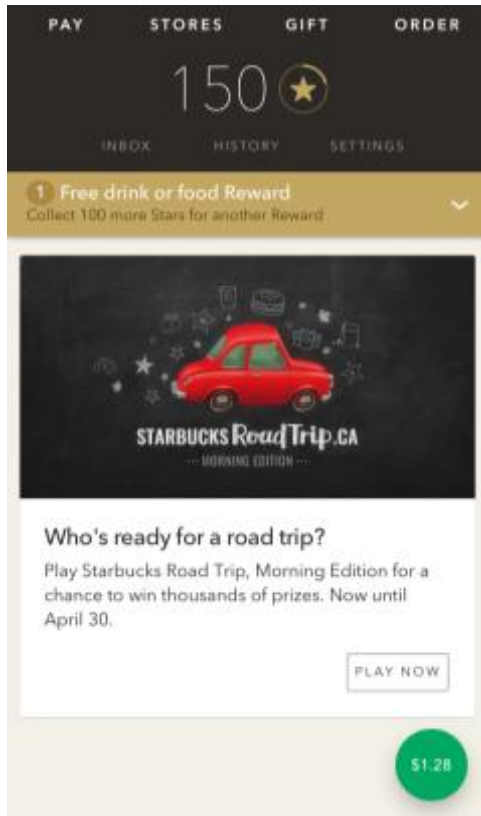 PAY STORES GIFT ORDER
150
INBOX HISTORY SETTINGS
1 Free drink or food Reward
Collect 100 more Stars for another Reward
STARBUCKS Road Trip.CA
MORNING EDITION
Who's ready for a road trip?
Play Starbucks Road Trip, Morning Edition for a
chance to win thousands of prizes. Now until
April 30.
PLAY NOW
$1.28